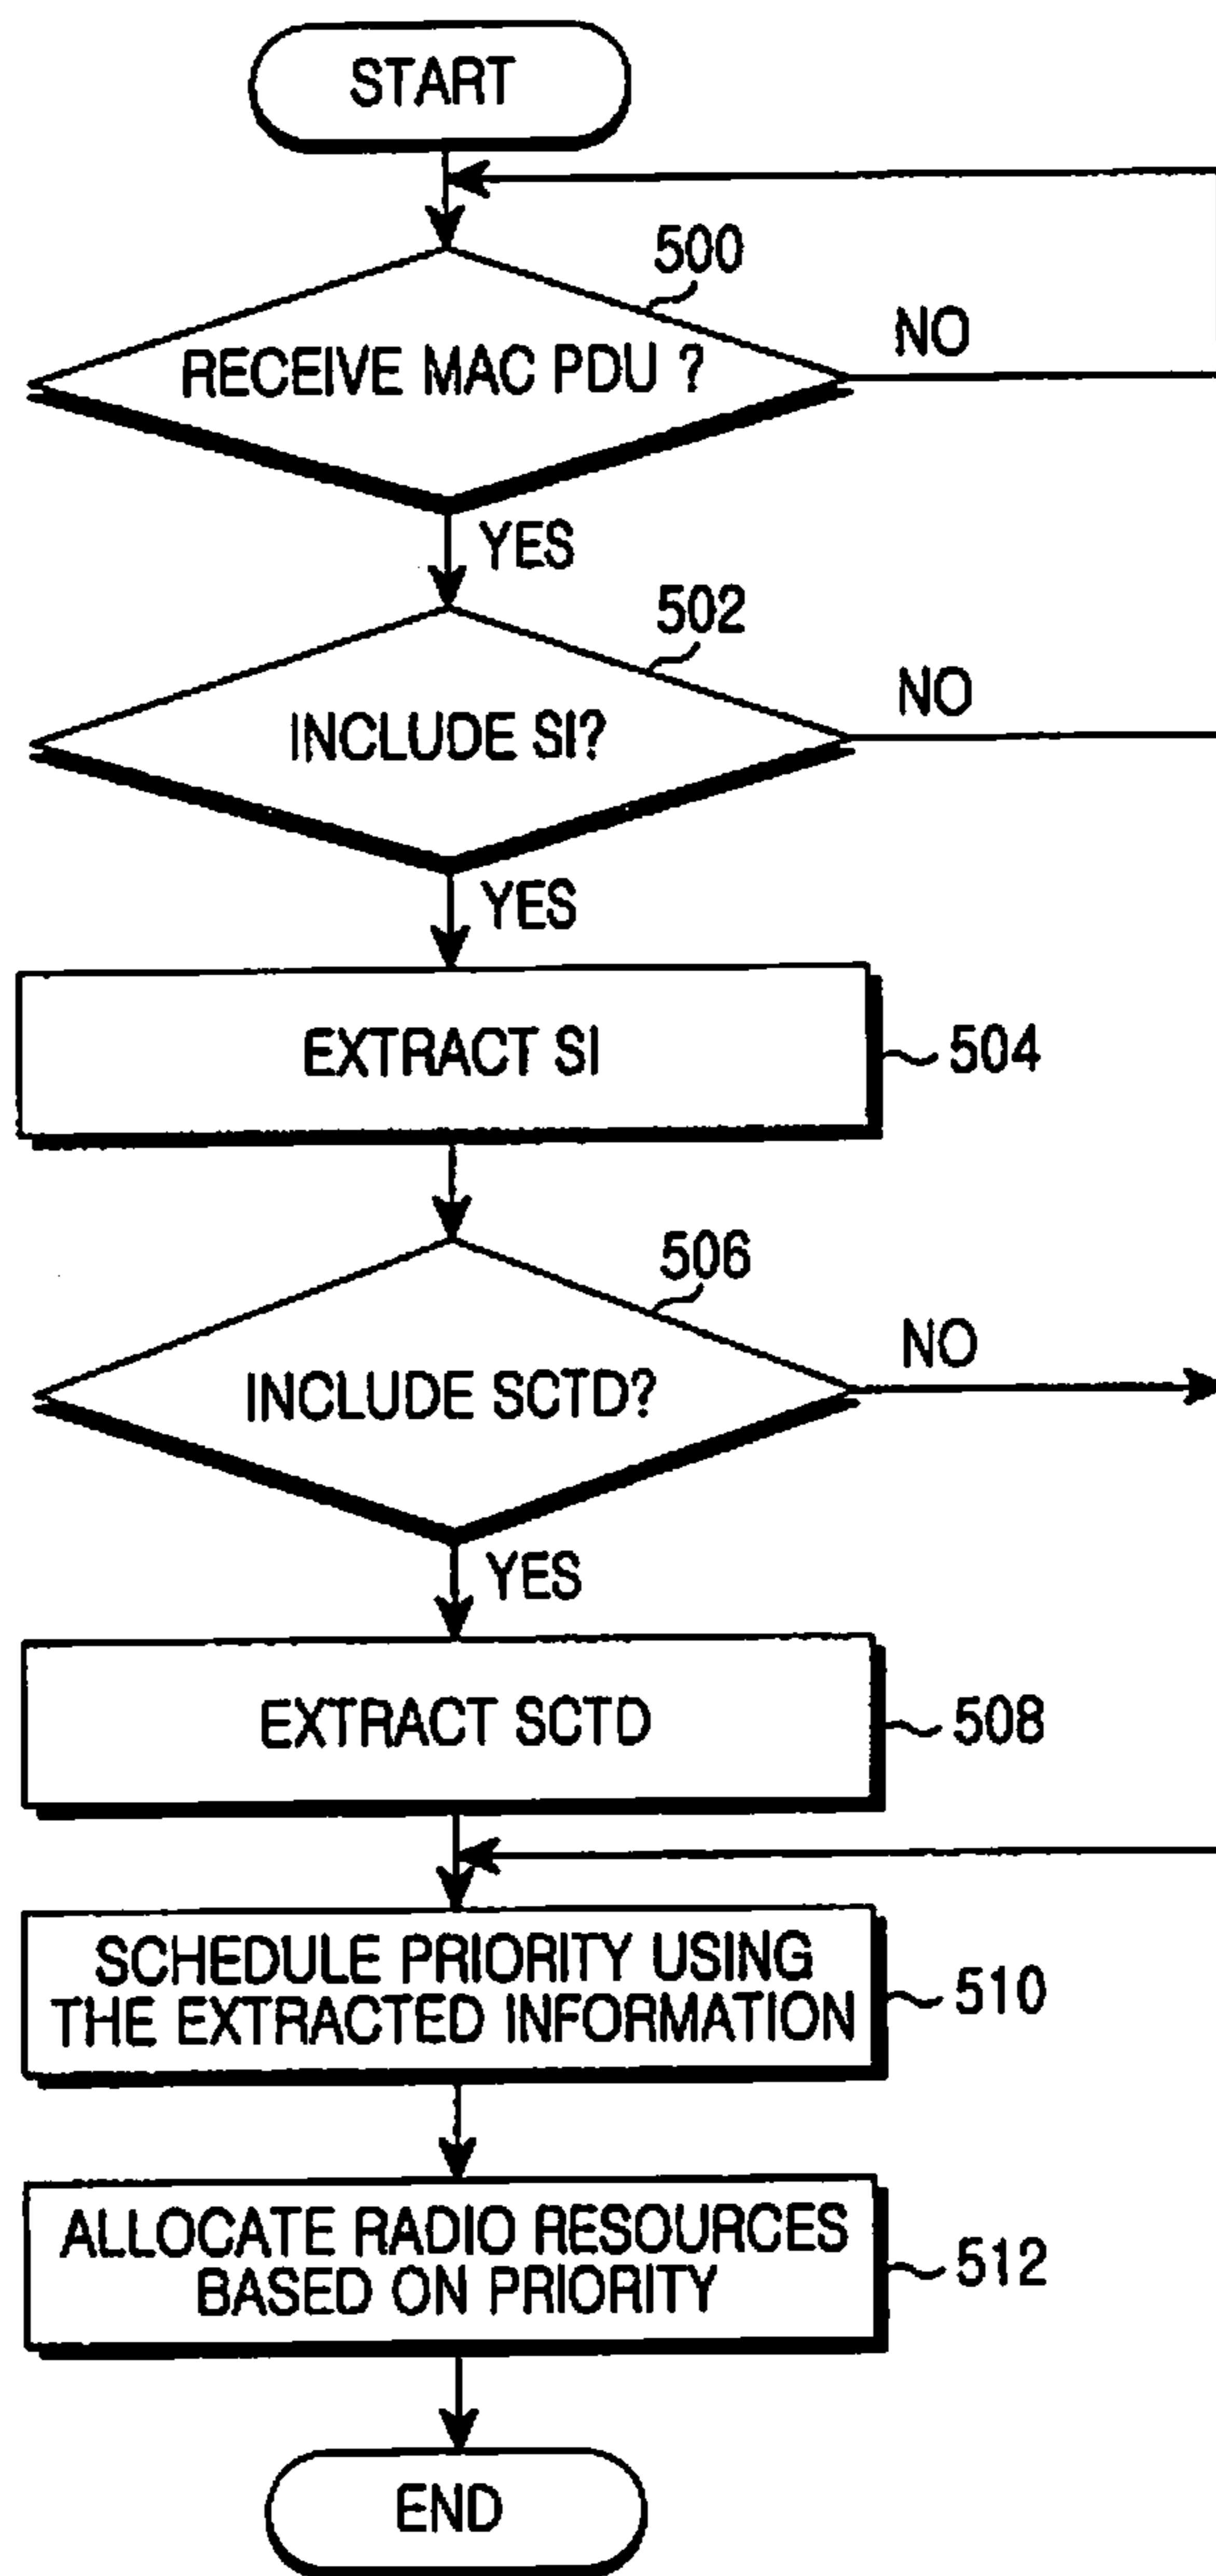 START
500
RECEIVE MAC PDU ?
NO
YES
502
INCLUDE SI?
NO
YES
EXTRACT SI
504
506
INCLUDE SCTD?
NO
YES
EXTRACT SCTD
508
SCHEDULE PRIORITY USING
THE EXTRACTED INFORMATION
510
ALLOCATE RADIO RESOURCES
BASED ON PRIORITY
512
END